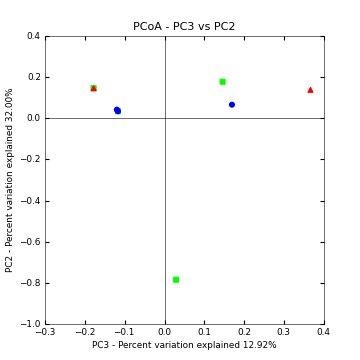 PCoA - PC3 vs PC2
0.4
0.2
0.0
−0.2
−0.4
−0.6
−0.8
−1.0
PC2 - Percent variation explained 32.00%
−0.3 −0.2 −0.1 0.0 0.1 0.2 0.3 0.4
PC3 - Percent variation explained 12.92%